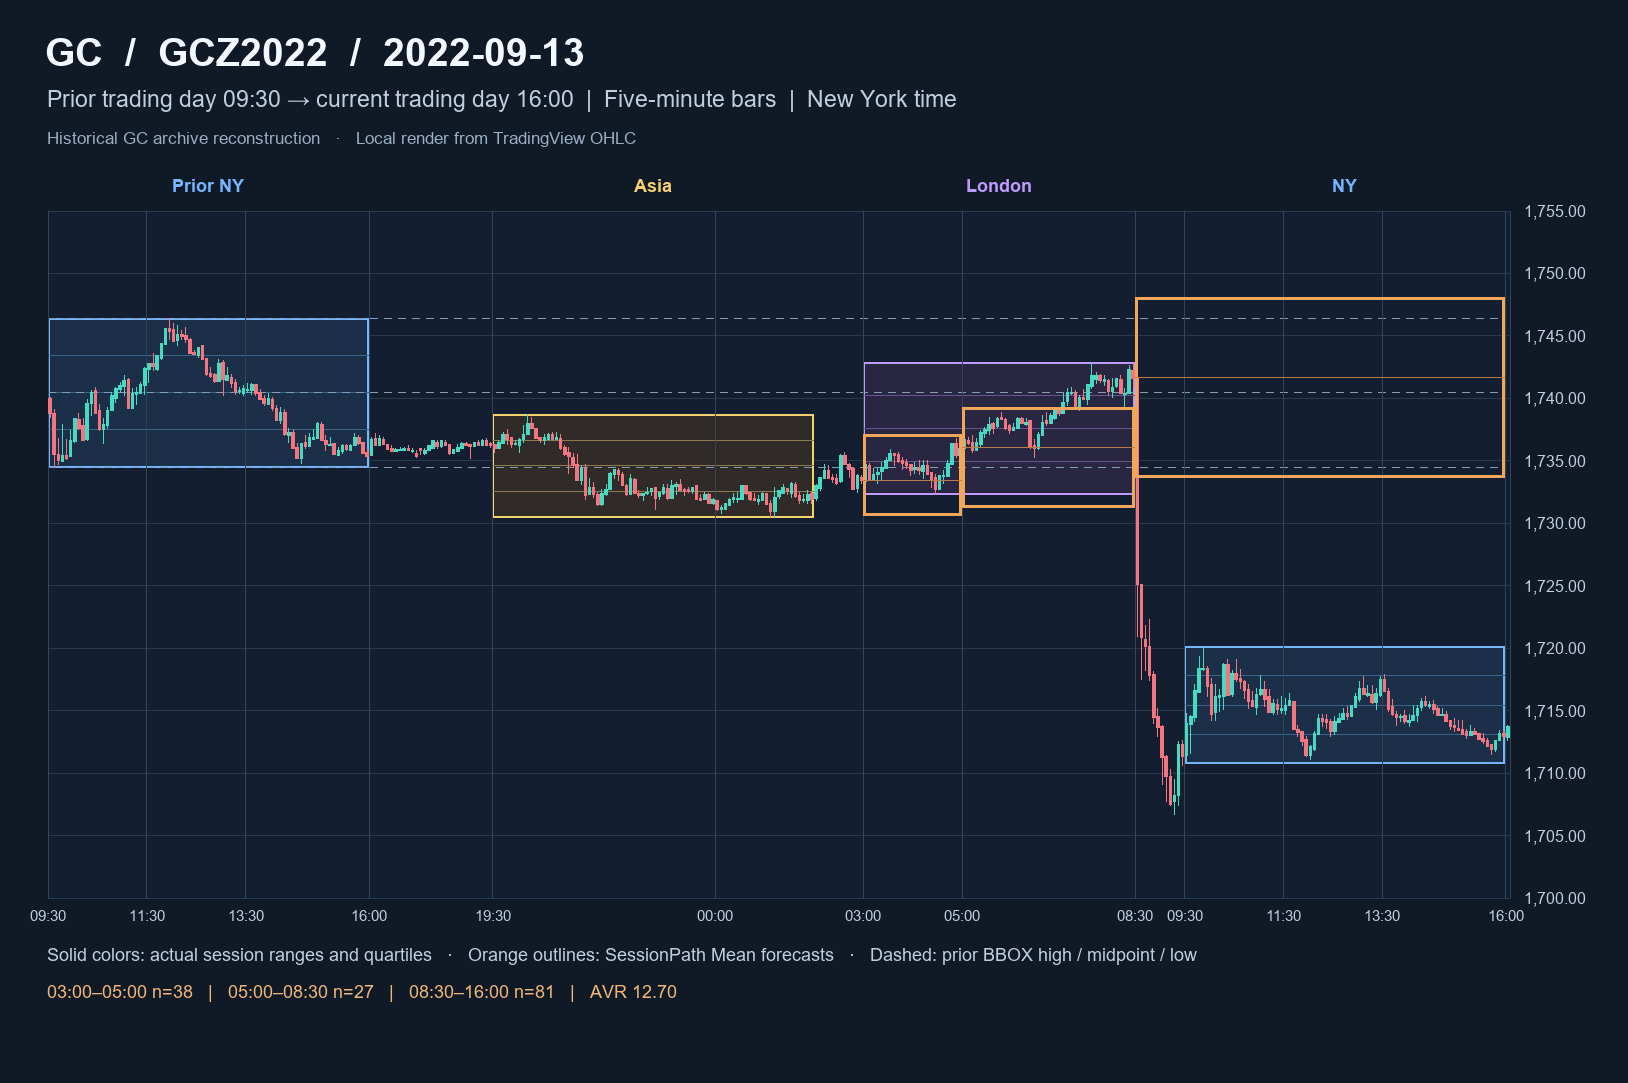 GC / GCZ2022 / 2022-09-13
Prior trading day 09:30 → current trading day 16:00 | Five-minute bars | New York time
Historical GC archive reconstruction · Local render from TradingView OHLC
Prior NY Asia London NY
1,755.00
1,750.00
1,745.00
1,740.00
1,735.00
1,730.00
1,725.00
1,720.00
1,715.00
1,710.00
1,705.00
1,700.00
09:30 11:30 13:30 16:00 19:30 00:00 03:00 05:00 08:30 09:30 11:30 13:30 16:00
Solid colors: actual session ranges and quartiles · Orange outlines: SessionPath Mean forecasts · Dashed: prior BBOX high / midpoint / low
03:00–05:00 n=38 | 05:00–08:30 n=27 | 08:30–16:00 n=81 | AVR 12.70